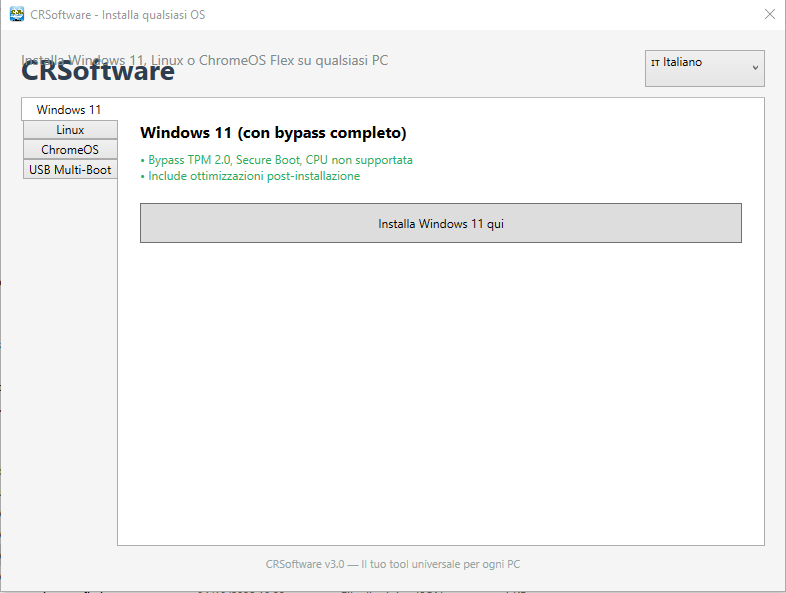 CRSoftware - Installa qualsiasi OS
Installa Windows 11, Linux o ChromeOS Flex su qualsiasi PC
CRSoftware
IT Italiano
Windows 11
Linux
ChromeOS
USB Multi-Boot
Windows 11 (con bypass completo)
• Bypass TPM 2.0, Secure Boot, CPU non supportata
• Include ottimizzazioni post-installazione
Installa Windows 11 qui
CRSoftware v3.0 — Il tuo tool universale per ogni PC